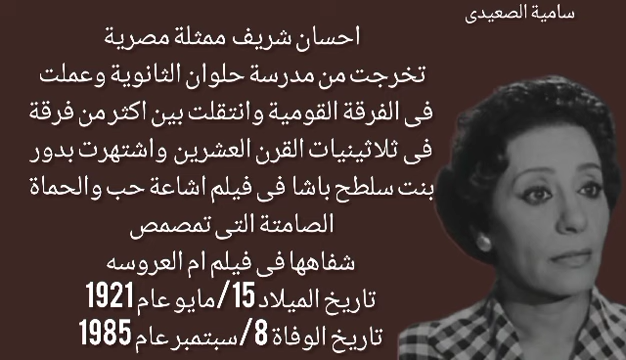 سامية الصعيدى
احسان شريف ممثلة مصرية
تخرجت من مدرسة حلوان الثانوية وعملت
فى الفرقة القومية وانتقلت بين اكثر من فرقة
فى ثلاثينيات القرن العشرين واشتهرت بدور
بنت سلطح باشا فى فيلم اشاعة حب والحماة
الصامتة التى تمصمص
شفاهها فى فيلم ام العروسه
تاريخ الميلاد 15/مايو عام 1921
تاريخ الوفاة 8/سبتمبر عام 1985